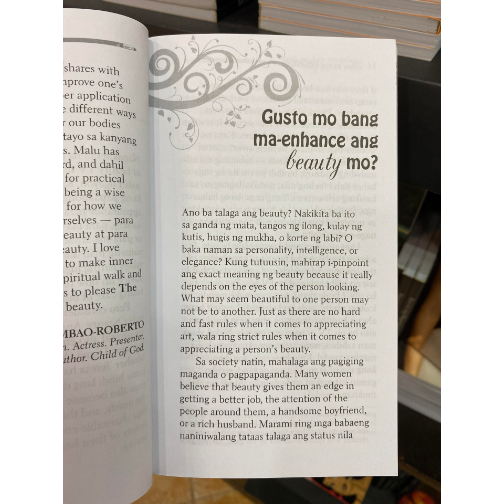 shares with
improve one's
er application
different ways
our bodies
tayo sa kanyang
s. Malu has
rd, and dahil
for practical
being a wise
for how we
rselves — para
eauty at para
eauty. I love
to make inner
piritual walk and
s to please The
beauty.
MBAO-ROBERTO
n. Actress. Presenter.
uthor. Child of God
Gusto mo bang
ma-enhance ang
beauty mo?
Ano ba talaga ang beauty? Nakikita ba ito
sa ganda ng mata, tangos ng ilong, kulay ng
kutis, hugis ng mukha, o korte ng labi? O
baka naman sa personality, intelligence, or
elegance? Kung tutuusin, mahirap i-pinpoint
ang exact meaning ng beauty because it really
depends on the eyes of the person looking.
What may seem beautiful to one person may
not be to another. Just as there are no hard
and fast rules when it comes to appreciating
art, wala ring strict rules when it comes to
appreciating a person's beauty.
Sa society natin, mahalaga ang pagiging
maganda o pagpapaganda. Many women
believe that beauty gives them an edge in
getting a better job, the attention of the
people around them, a handsome boyfriend,
or a rich husband. Marami ring mga babaeng
naniniwalang tataas talaga ang status nila